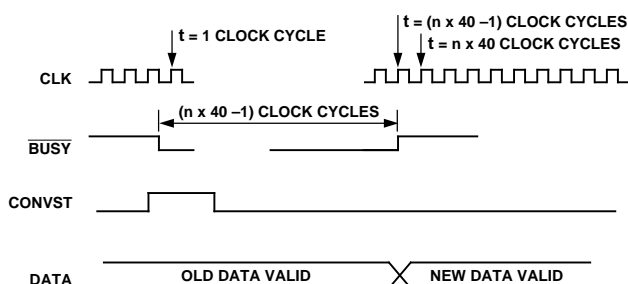 t = 1 CLOCK CYCLE
t = (n x 40 –1) CLOCK CYCLES
t = n x 40 CLOCK CYCLES
CLK
(n x 40 –1) CLOCK CYCLES
BUSY
CONVST
DATA OLD DATA VALID NEW DATA VALID